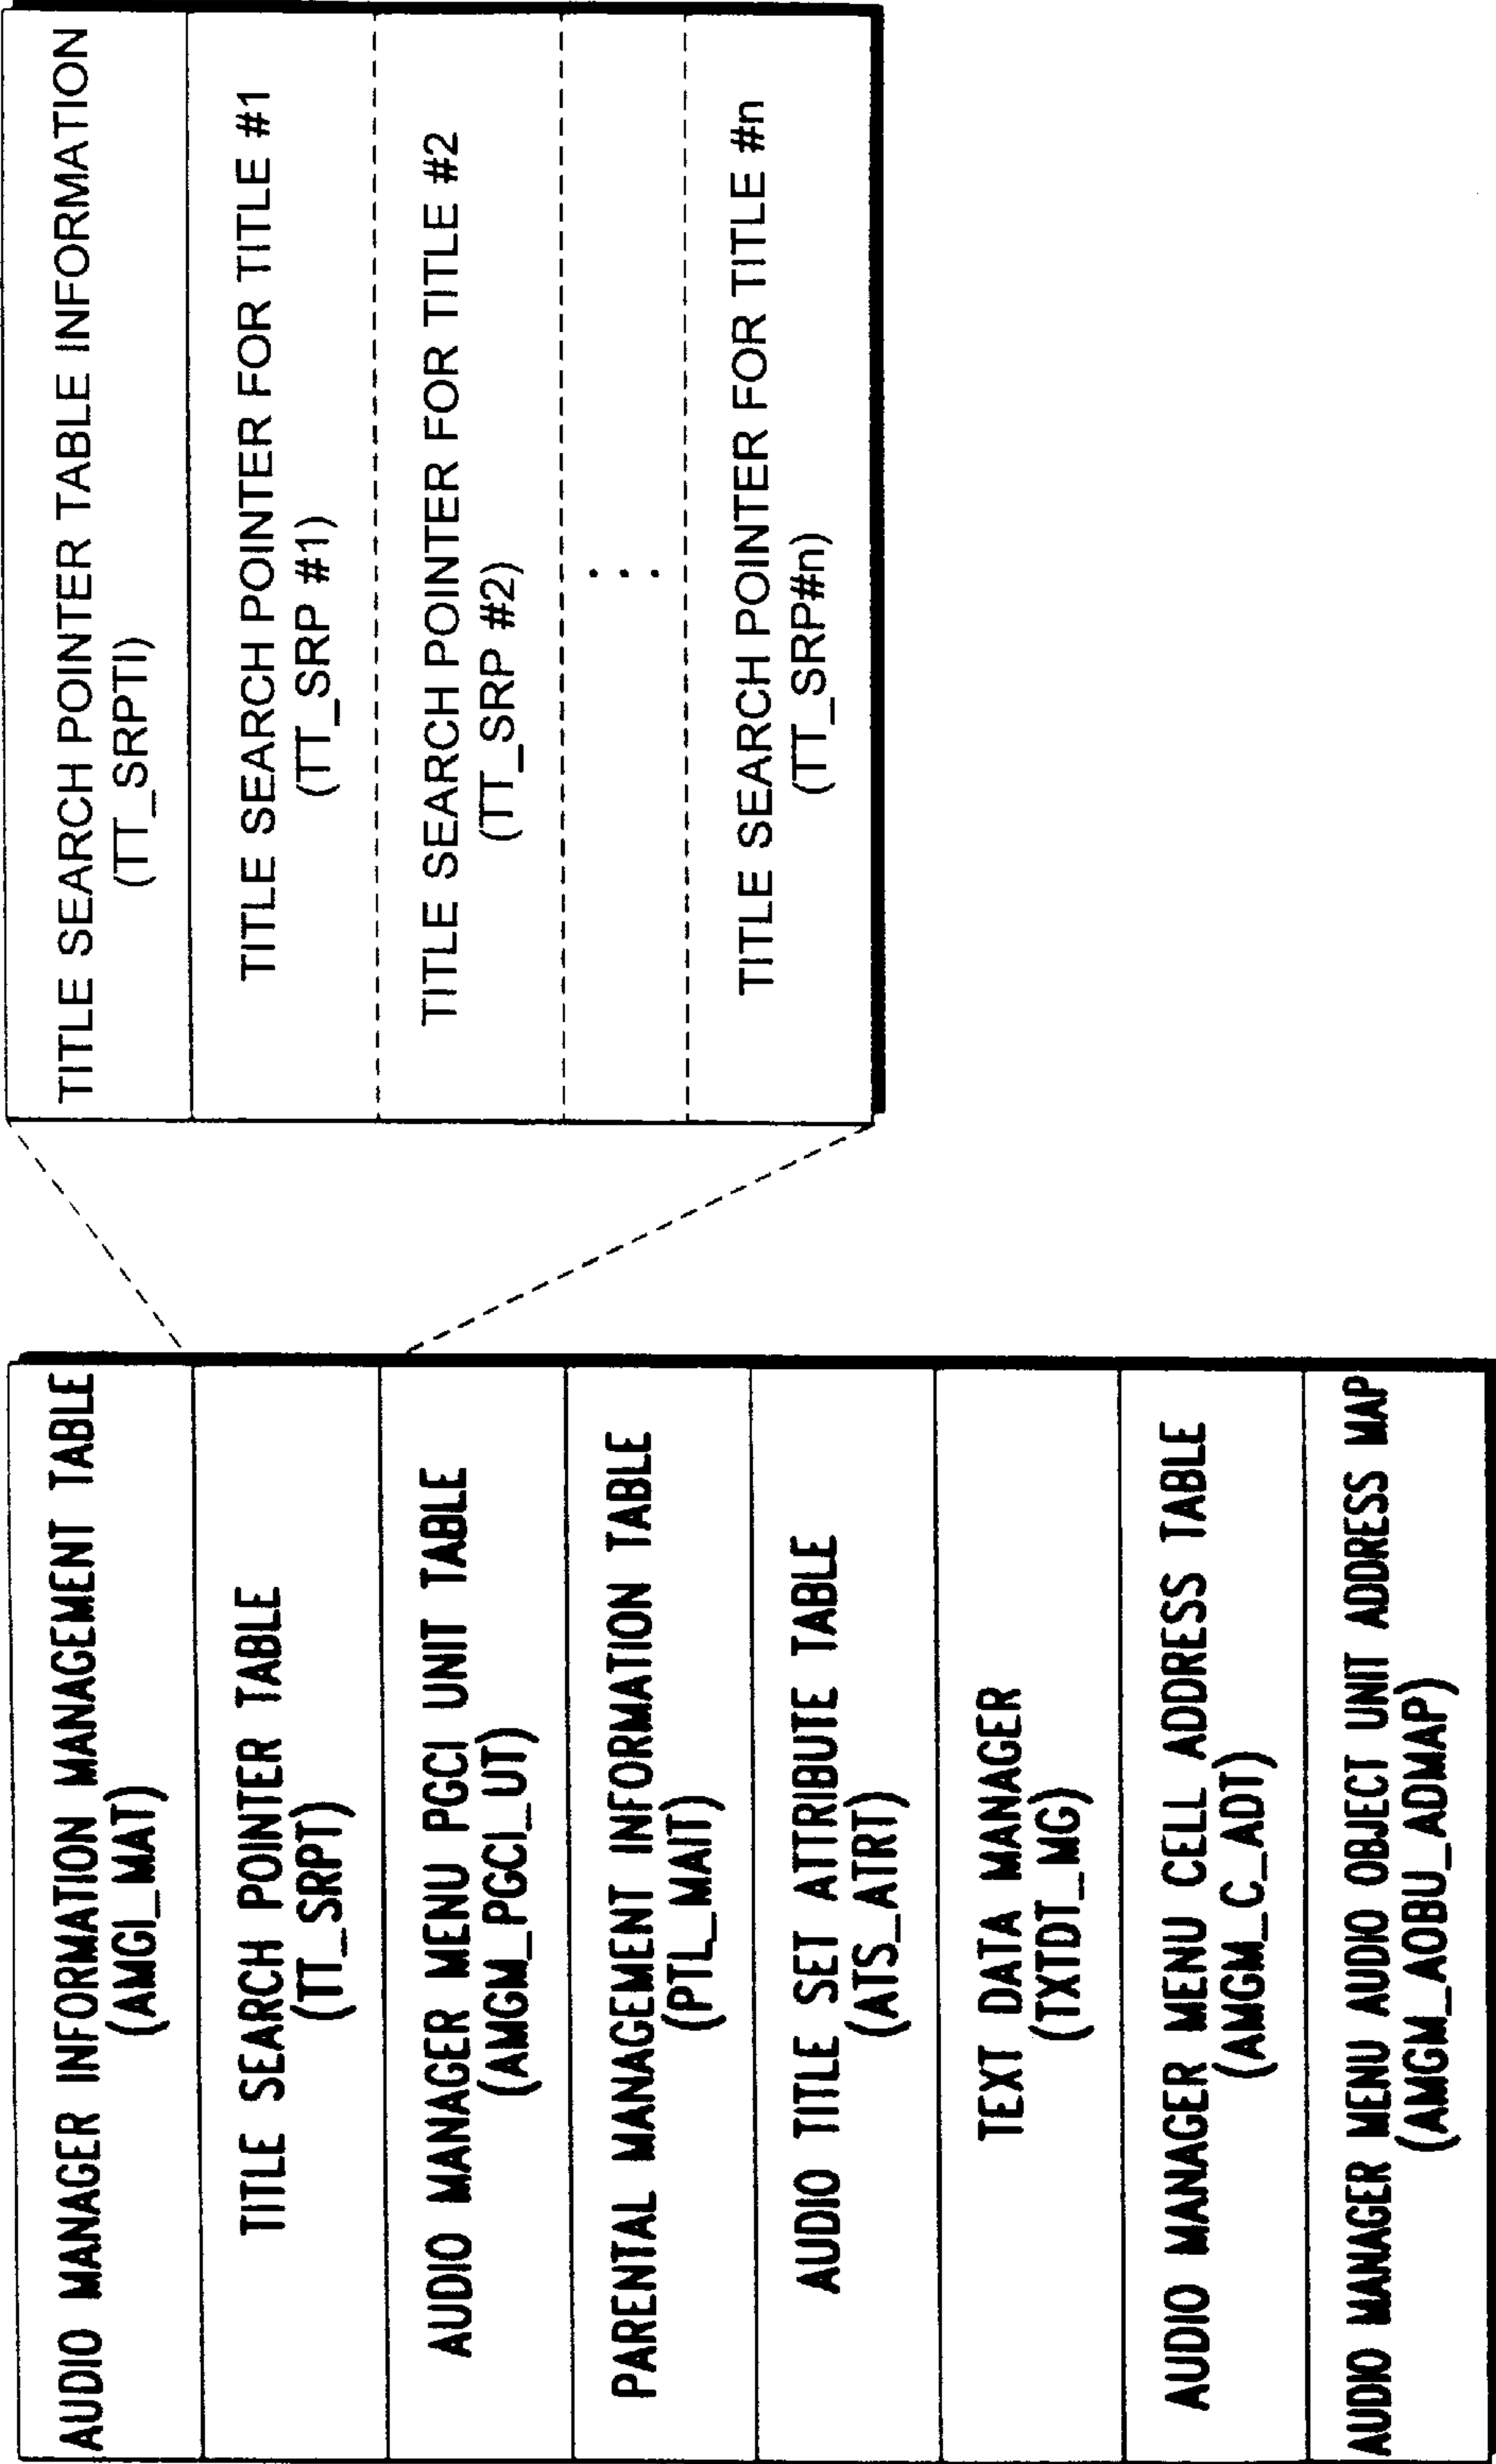 AUDIO MANAGER INFORMATION MANAGEMENT TABLE
(AMGI_MAT)
TITLE SEARCH POINTER TABLE
(TT_SRPT)
AUDIO MANAGER MENU PGCI UNIT TABLE
(AMGM_PGCI_UT)
PARENTAL MANAGEMENT INFORMATION TABLE
(PTL_MAIT)
AUDIO TITLE SET ATTRIBUTE TABLE
(ATS_ATRT)
TEXT DATA MANAGER
(TXTDT_MG)
AUDIO MANAGER MENU CELL ADDRESS TABLE
(AMGM_C_ADT)
AUDIO MANAGER MENU AUDIO OBJECT UNIT ADDRESS MAP
(AMGM_AOBU_ADMAP)
TITLE SEARCH POINTER TABLE INFORMATION
(TT_SRPTI)
TITLE SEARCH POINTER FOR TITLE #1
(TT_SRP #1)
TITLE SEARCH POINTER FOR TITLE #2
(TT_SRP #2)
⋮
TITLE SEARCH POINTER FOR TITLE #n
(TT_SRP#n)